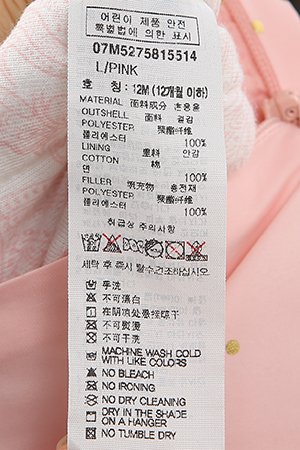 어린이 제품 안전
특별법에 의한 표시
07M5275815514
L/PINK
호 칭: 12M (12개월 이하)
MATERIAL 面料成分 혼용율
OUTSHELL 面料 겉감
POLYESTER 聚酯纤维
폴리에스터 100%
LINING 里料 안감
COTTON 棉
면 100%
FILLER 填充物 충전재
POLYESTER 聚酯纤维
폴리에스터 100%
취급상 주의사항
세탁 후 즉시 탈수건조하십시오
手洗
不可漂白
在阴凉处悬挂晾干
不可熨烫
不可干洗
MACHINE WASH COLD
WITH LIKE COLORS
NO BLEACH
NO IRONING
NO DRY CLEANING
DRY IN THE SHADE
ON A HANGER
NO TUMBLE DRY